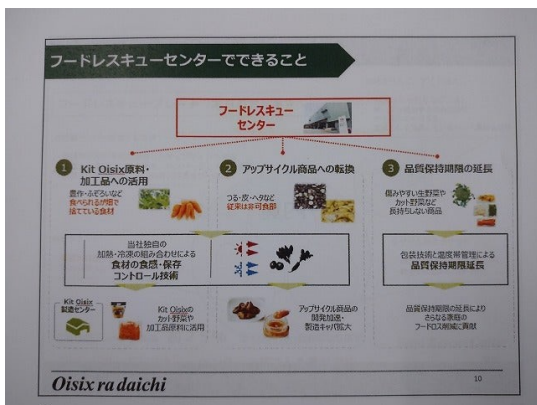 フードレスキューセンターでできること
フードレスキュー
センター
1 Kit Oisix原料・
加工品への活用
豊作・ふぞろいなど
食べられるが畑で
捨てている食材
2 アップサイクル商品への転換
つる・皮・ヘタなど
従来は非可食部
3 品質保持期限の延長
傷みやすい生野菜や
カット野菜など
長持ちしない商品
当社独自の
加熱・冷凍の組み合わせによる
食材の食感・保存
コントロール技術
包装技術と温度帯管理による
品質保持期限延長
Kit Oisix
製造センター
Kit Oisixの
カット野菜や
加工品原料に活用
アップサイクル商品の
開発加速・
製造キャパ拡大
品質保持期限の延長により
さらなる家庭の
フードロス削減に貢献
Oisix ra daichi
10